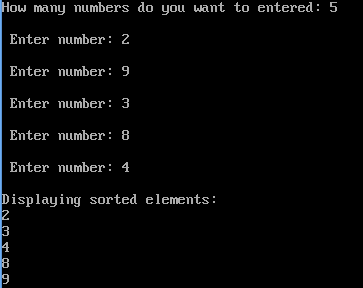 How many numbers do you want to entered: 5
Enter number: 2
Enter number: 9
Enter number: 3
Enter number: 8
Enter number: 4
Displaying sorted elements:
2
3
4
8
9